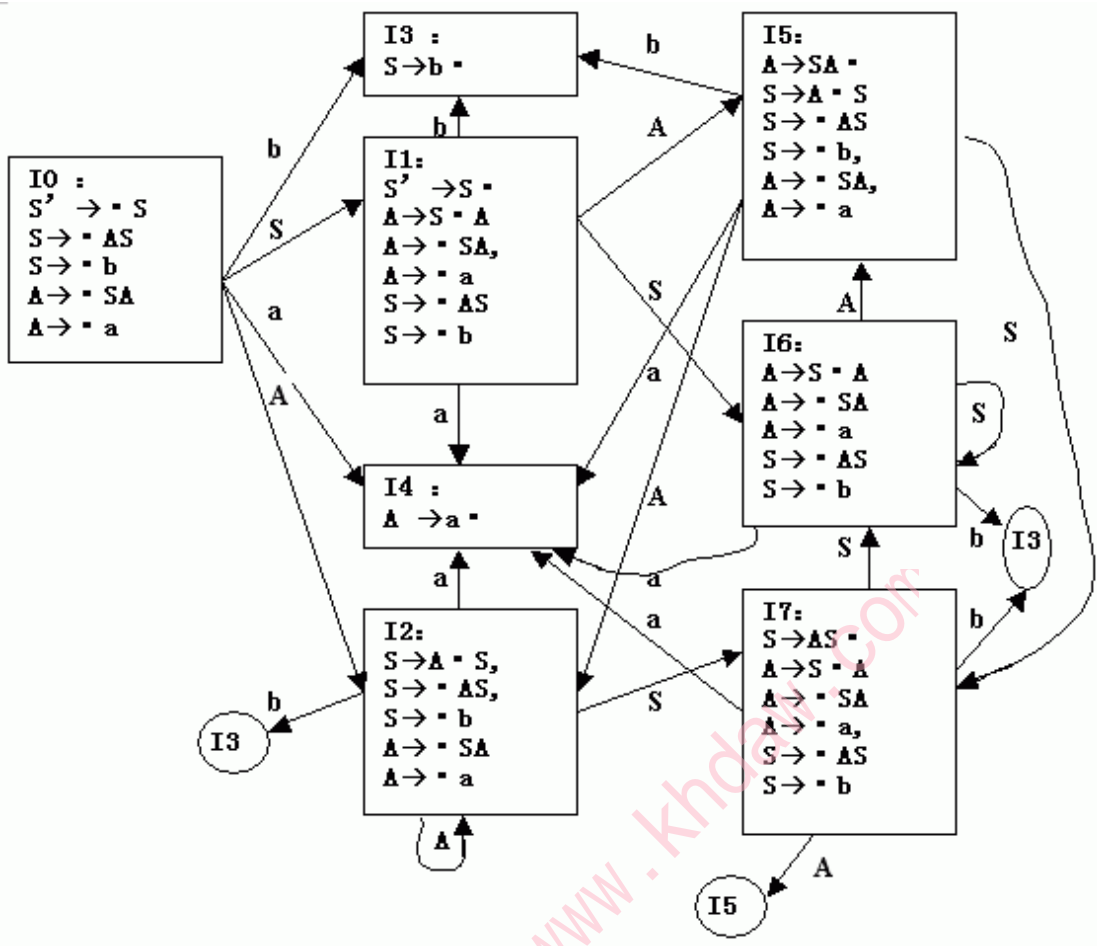 I3 :
S→b ▪
I5:
A→SA ▪
S→A ▪ S
S→ ▪ AS
S→ ▪ b,
A→ ▪ SA,
A→ ▪ a
I0 :
S’ → ▪ S
S→ ▪ AS
S→ ▪ b
A→ ▪ SA
A→ ▪ a
I1:
S’ →S ▪
A→S ▪ A
A→ ▪ SA,
A→ ▪ a
S→ ▪ AS
S→ ▪ b
I6:
A→S ▪ A
A→ ▪ SA
A→ ▪ a
S→ ▪ AS
S→ ▪ b
I4 :
A →a ▪
I2:
S→A ▪ S,
S→ ▪ AS,
S→ ▪ b
A→ ▪ SA
A→ ▪ a
I7:
S→AS ▪
A→S ▪ A
A→ ▪ SA
A→ ▪ a,
S→ ▪ AS
S→ ▪ b
I3
I3
I5
b
S
a
A
b
b
A
S
a
a
A
S
A
S
b
S
a
a
a
b
S
b
A
A
www.khdaw.com